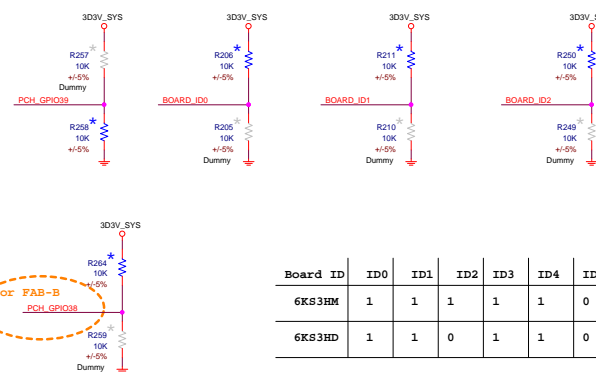 3D3V_SYS 3D3V_SYS 3D3V_SYS 3D3V_S
R257 * R206 * R211 * R250 *
10K 10K 10K 10K
+/-5% +/-5% +/-5% +/-5%
Dummy
PCH_GPIO39 BOARD_ID0 BOARD_ID1 BOARD_ID2
R258 * R205 * R210 * R249 *
10K 10K 10K 10K
+/-5% +/-5% +/-5% +/-5%
Dummy Dummy Dummy
3D3V_SYS
R264 *
10K
+/-5%
or FAB-B
PCH_GPIO38
R259 *
10K
+/-5%
Dummy
Board ID ID0 ID1 ID2 ID3 ID4 ID
6KS3HM 1 1 1 1 1 0
6KS3HD 1 1 0 1 1 0